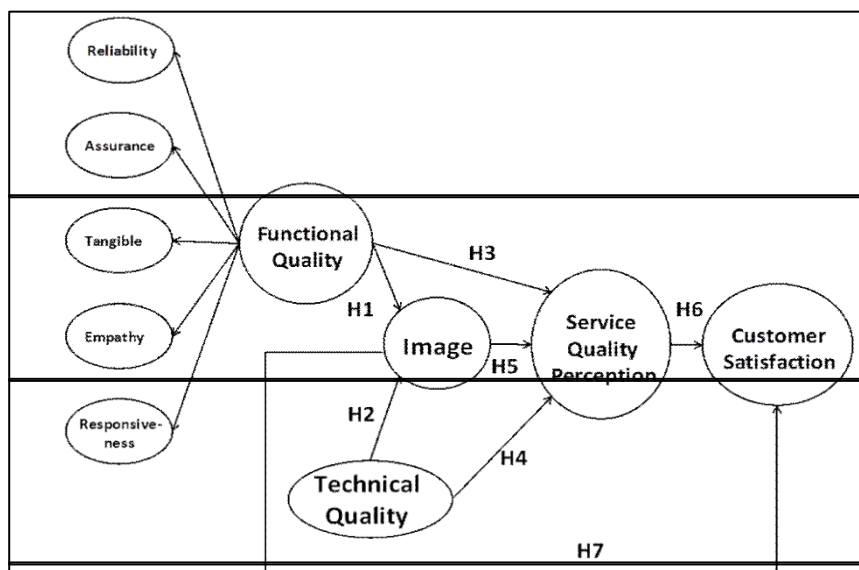 Reliability
Assurance
Tangible
Empathy
Responsive-
ness
Functional
Quality
H3
H1
Image
H5
Service
Quality
Perception
H6
Customer
Satisfaction
H2
H4
Technical
Quality
H7